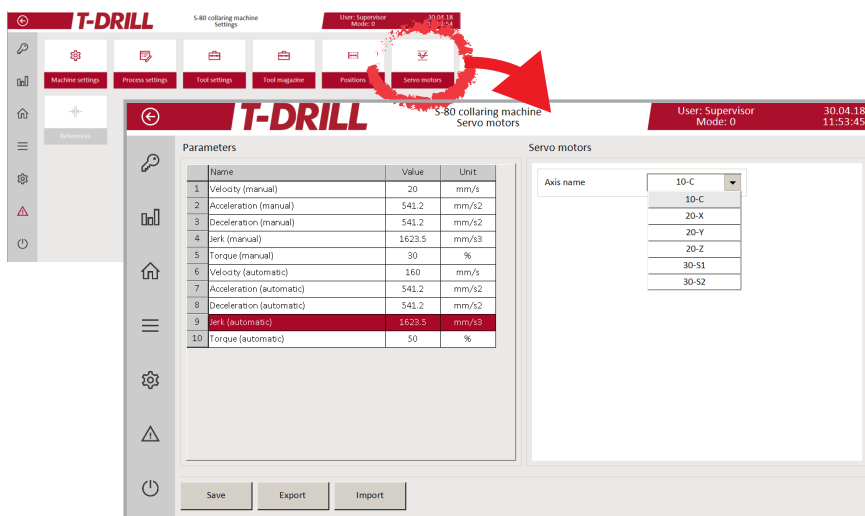 T-DRILL
S-80 collaring machine
Settings
User: Supervisor
Mode: 0
30.04.18
Machine settings
Process settings
Tool settings
Tool magazine
Positions
Servo motors
References
T-DRILL
S-80 collaring machine
Servo motors
User: Supervisor
Mode: 0
30.04.18
11:53:45
Parameters
Name Value Unit
1 Velocity (manual) 20 mm/s
2 Acceleration (manual) 541.2 mm/s2
3 Deceleration (manual) 541.2 mm/s2
4 Jerk (manual) 1623.5 mm/s3
5 Torque (manual) 30 %
6 Velocity (automatic) 160 mm/s
7 Acceleration (automatic) 541.2 mm/s2
8 Deceleration (automatic) 541.2 mm/s2
9 Jerk (automatic) 1623.5 mm/s3
10 Torque (automatic) 50 %
Servo motors
Axis name 10-C
10-C
20-X
20-Y
20-Z
30-S1
30-S2
Save Export Import